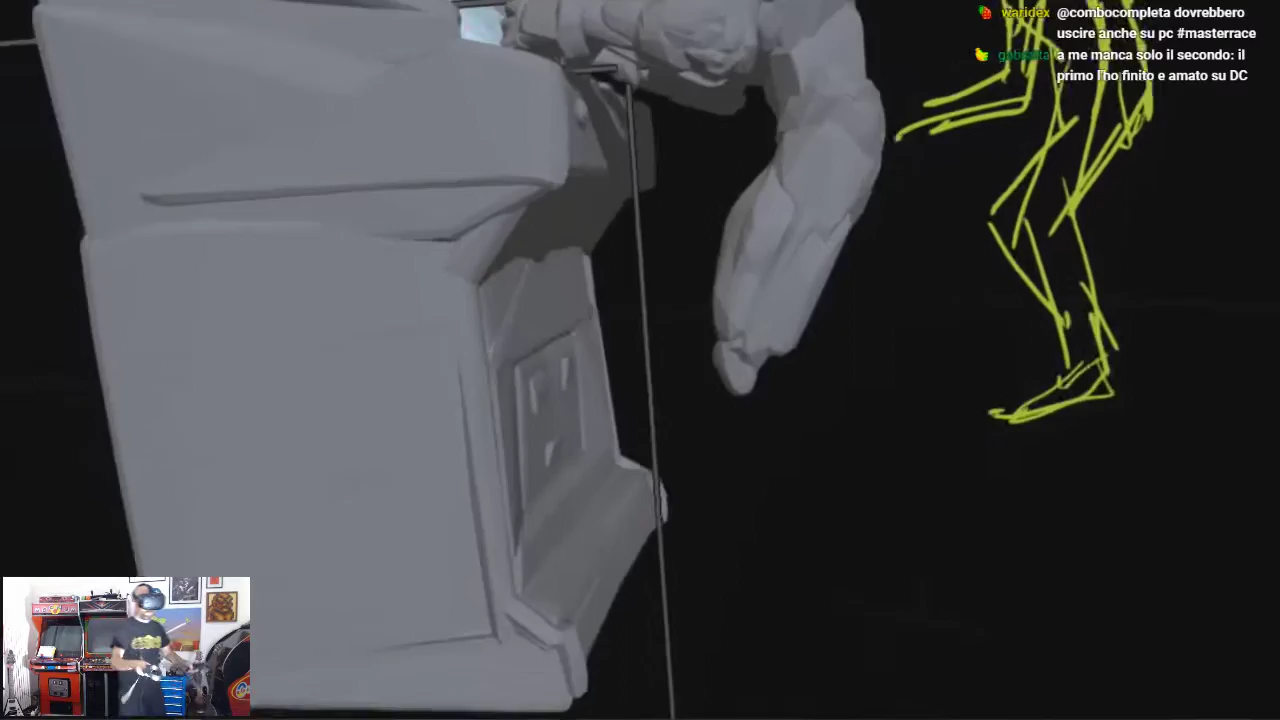 waridex @combocompleta dovrebbero
uscire anche su pc #masterrace
a me manca solo il secondo: il
primo l'ho finito e amato su DC